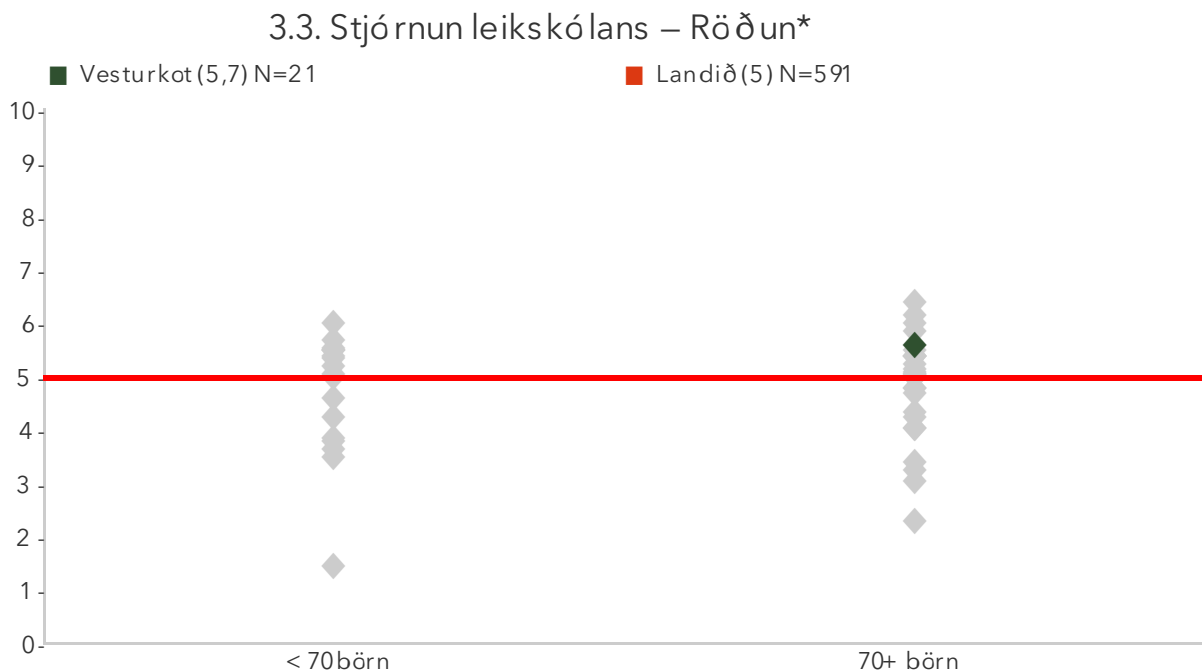 3.3. Stjórnun leikskólans – Röðun*
Vesturkot (5,7) N=21
Landið (5) N=591
10
9
8
7
6
5
4
3
2
1
0
< 70 börn
70+ börn